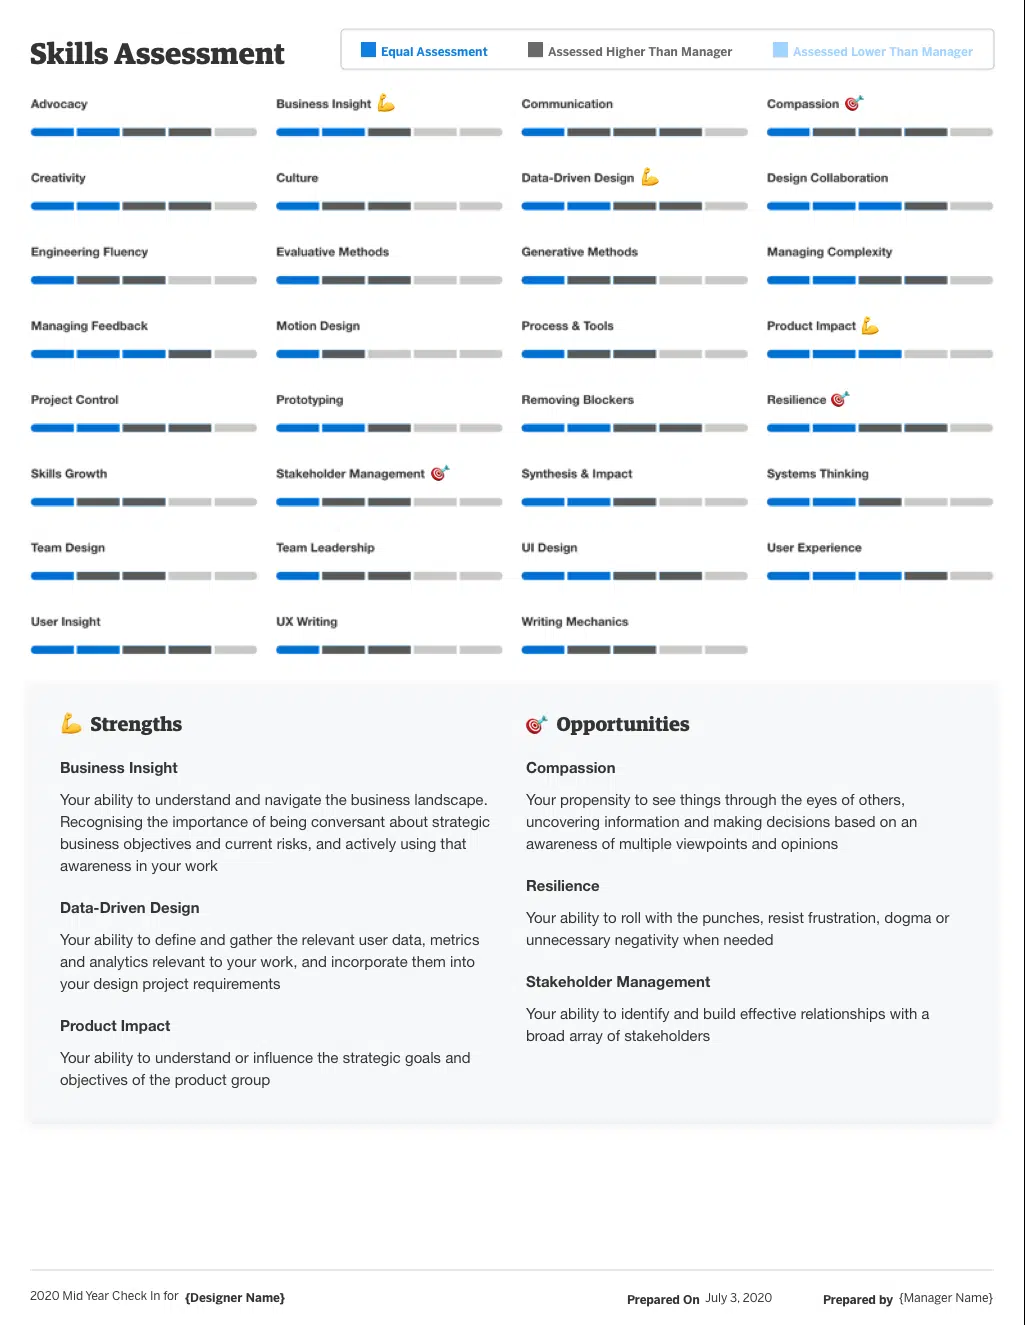 Skills Assessment
Equal Assessment Assessed Higher Than Manager Assessed Lower Than Manager
Advocacy Business Insight 💪 Communication Compassion 🎯
Creativity Culture Data-Driven Design 💪 Design Collaboration
Engineering Fluency Evaluative Methods Generative Methods Managing Complexity
Managing Feedback Motion Design Process & Tools Product Impact 💪
Project Control Prototyping Removing Blockers Resilience 🎯
Skills Growth Stakeholder Management 🎯 Synthesis & Impact Systems Thinking
Team Design Team Leadership UI Design User Experience
User Insight UX Writing Writing Mechanics
💪 Strengths
Business Insight
Your ability to understand and navigate the business landscape.
Recognising the importance of being conversant about strategic
business objectives and current risks, and actively using that
awareness in your work
Data-Driven Design
Your ability to define and gather the relevant user data, metrics
and analytics relevant to your work, and incorporate them into
your design project requirements
Product Impact
Your ability to understand or influence the strategic goals and
objectives of the product group
🎯 Opportunities
Compassion
Your propensity to see things through the eyes of others,
uncovering information and making decisions based on an
awareness of multiple viewpoints and opinions
Resilience
Your ability to roll with the punches, resist frustration, dogma or
unnecessary negativity when needed
Stakeholder Management
Your ability to identify and build effective relationships with a
broad array of stakeholders
2020 Mid Year Check In for {Designer Name} Prepared On July 3, 2020 Prepared by {Manager Name}